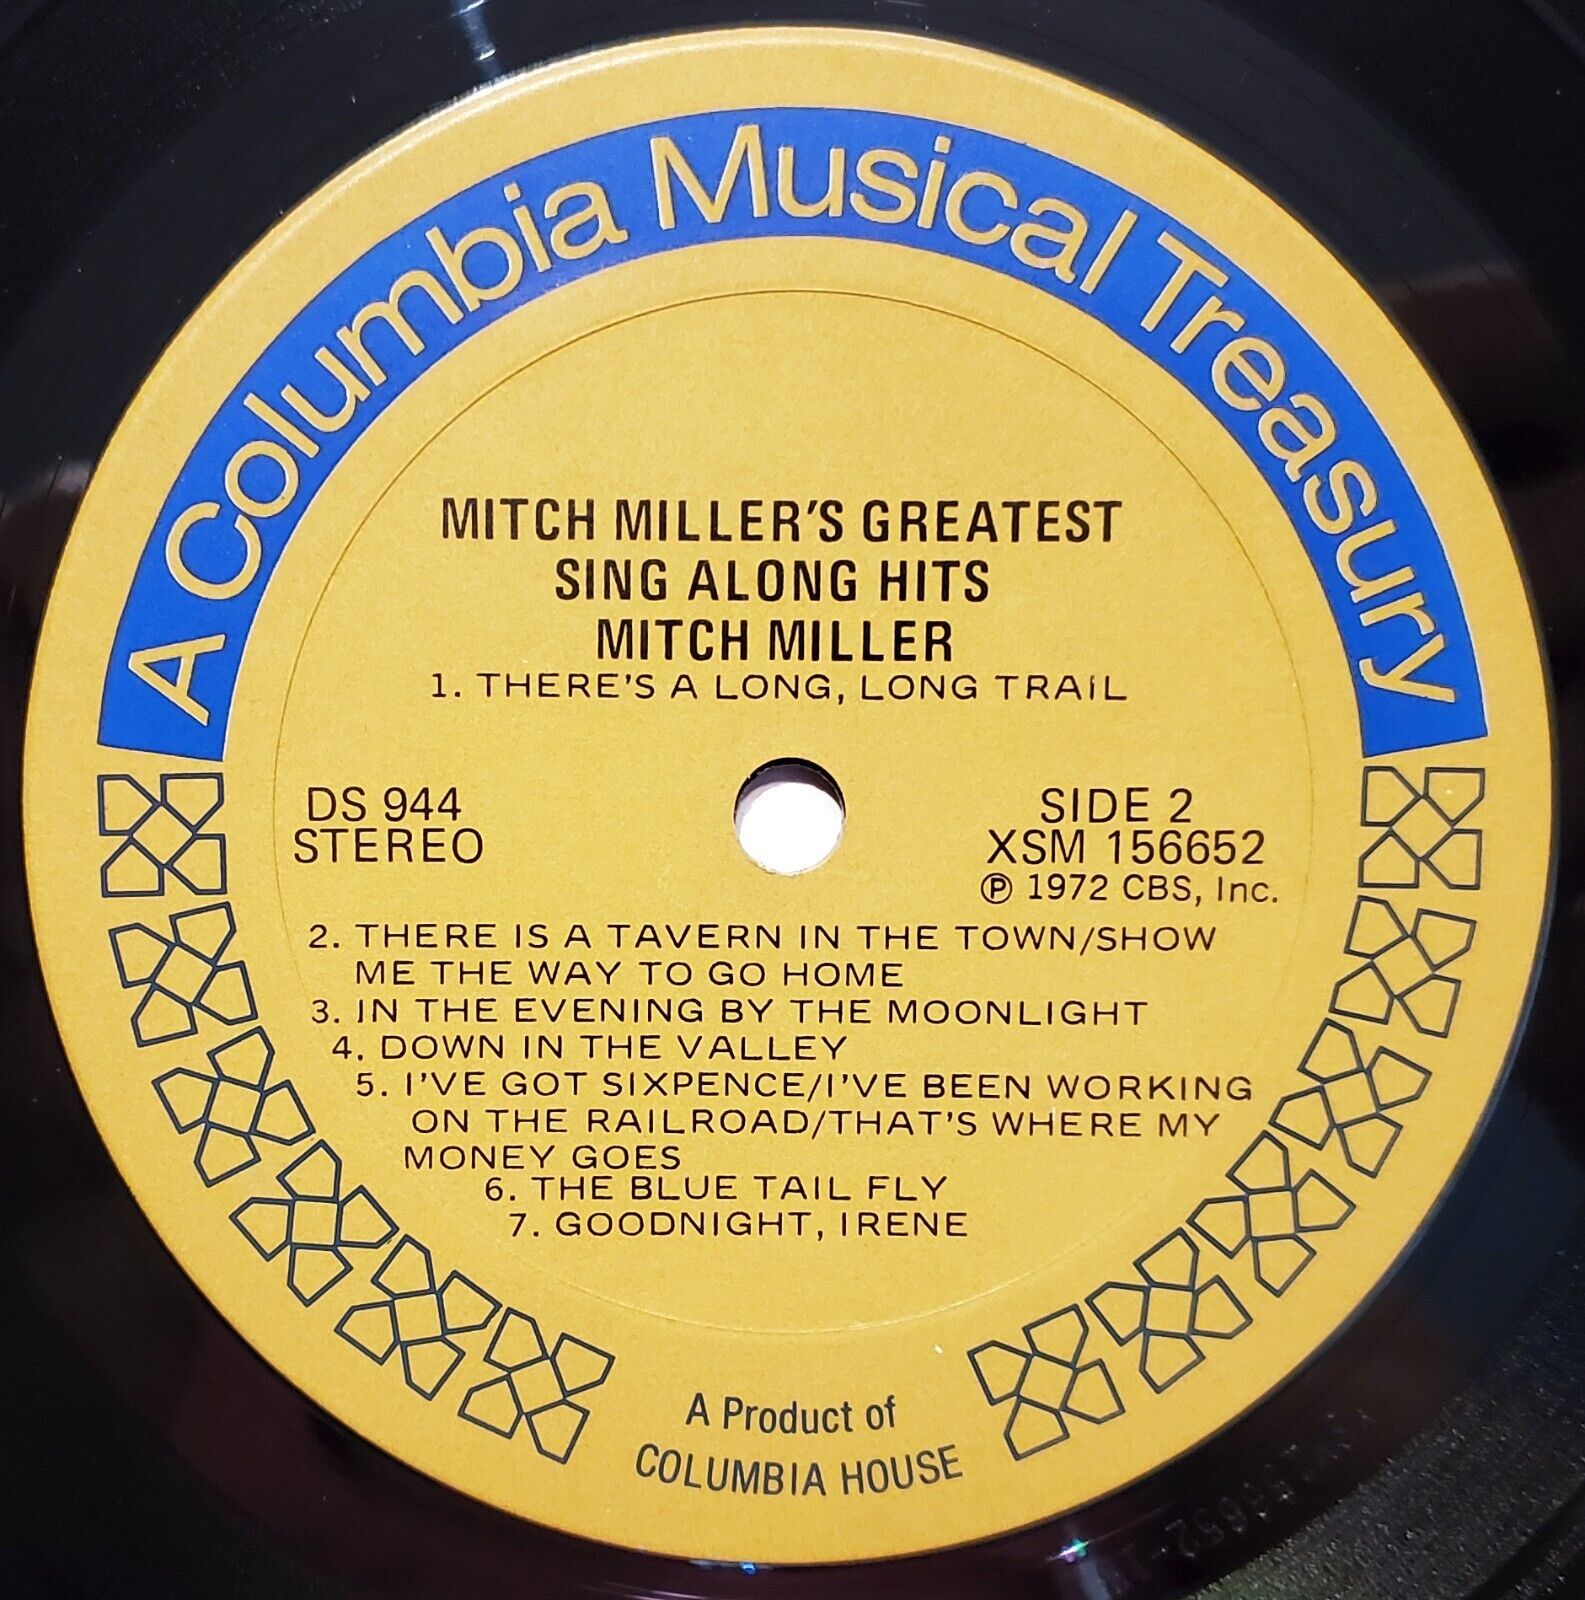 A Columbia Musical Treasury
MITCH MILLER'S GREATEST
SING ALONG HITS
MITCH MILLER
1. THERE'S A LONG, LONG TRAIL
DS 944
STEREO
SIDE 2
XSM 156652
Ⓟ 1972 CBS, Inc.
2. THERE IS A TAVERN IN THE TOWN/SHOW
ME THE WAY TO GO HOME
3. IN THE EVENING BY THE MOONLIGHT
4. DOWN IN THE VALLEY
5. I'VE GOT SIXPENCE/I'VE BEEN WORKING
ON THE RAILROAD/THAT'S WHERE MY
MONEY GOES
6. THE BLUE TAIL FLY
7. GOODNIGHT, IRENE
A Product of
COLUMBIA HOUSE